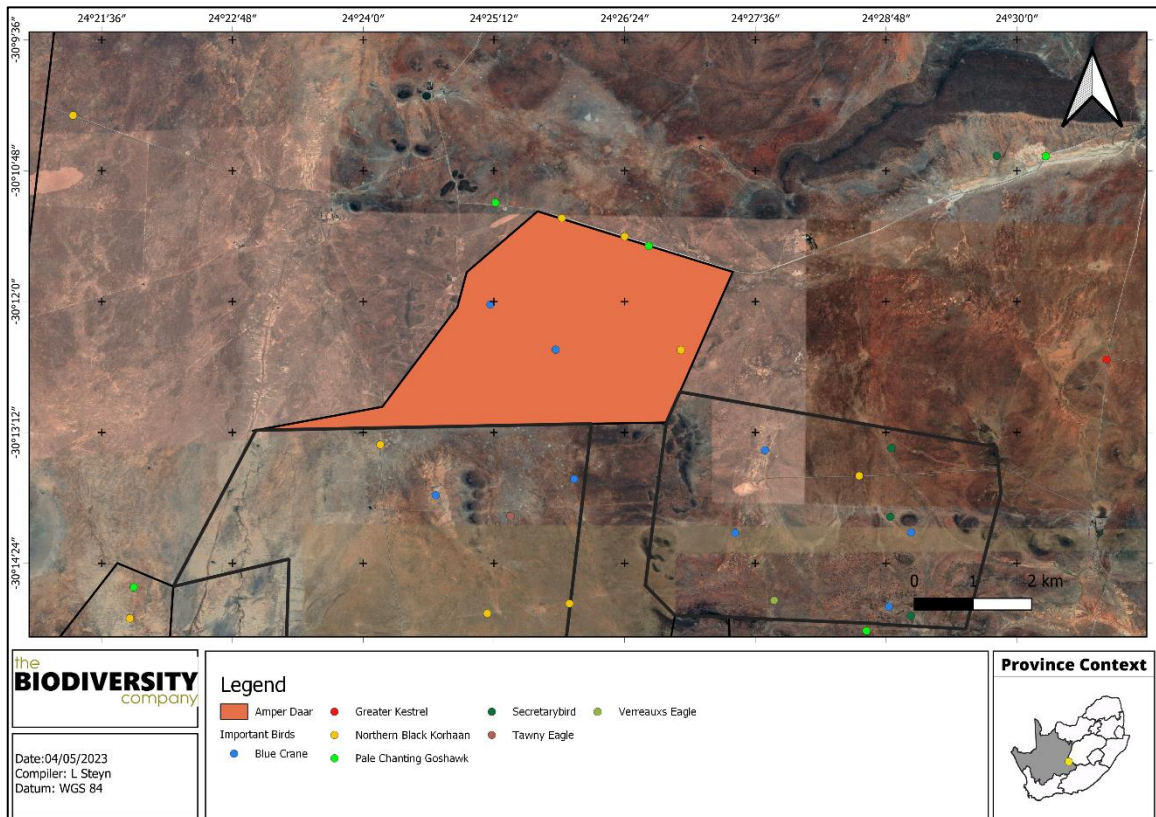 24°21′36″ 24°22′48″ 24°24′0″ 24°25′12″ 24°26′24″ 24°27′36″ 24°28′48″ 24°30′0″
-30°9′36″
-30°10′48″
-30°12′0″
-30°13′12″
-30°14′24″
0 1 2 km
the
BIODIVERSITY
company
Date:04/05/2023
Compiler: L Steyn
Datum: WGS 84
Legend
Amper Daar
Important Birds
Blue Crane
Greater Kestrel
Northern Black Korhaan
Pale Chanting Goshawk
Secretarybird
Tawny Eagle
Verreauxs Eagle
Province Context